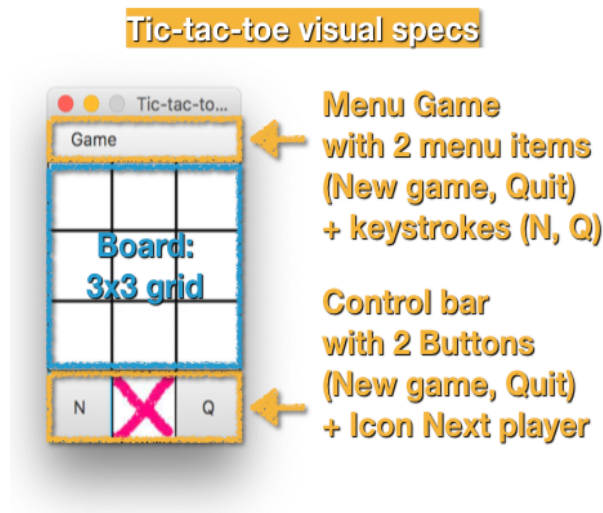 Tic-tac-toe visual specs
Tic-tac-to...
Game
Menu Game
with 2 menu items
(New game, Quit)
+ keystrokes (N, Q)
Board:
3x3 grid
Control bar
with 2 Buttons
(New game, Quit)
+ Icon Next player
N
Q